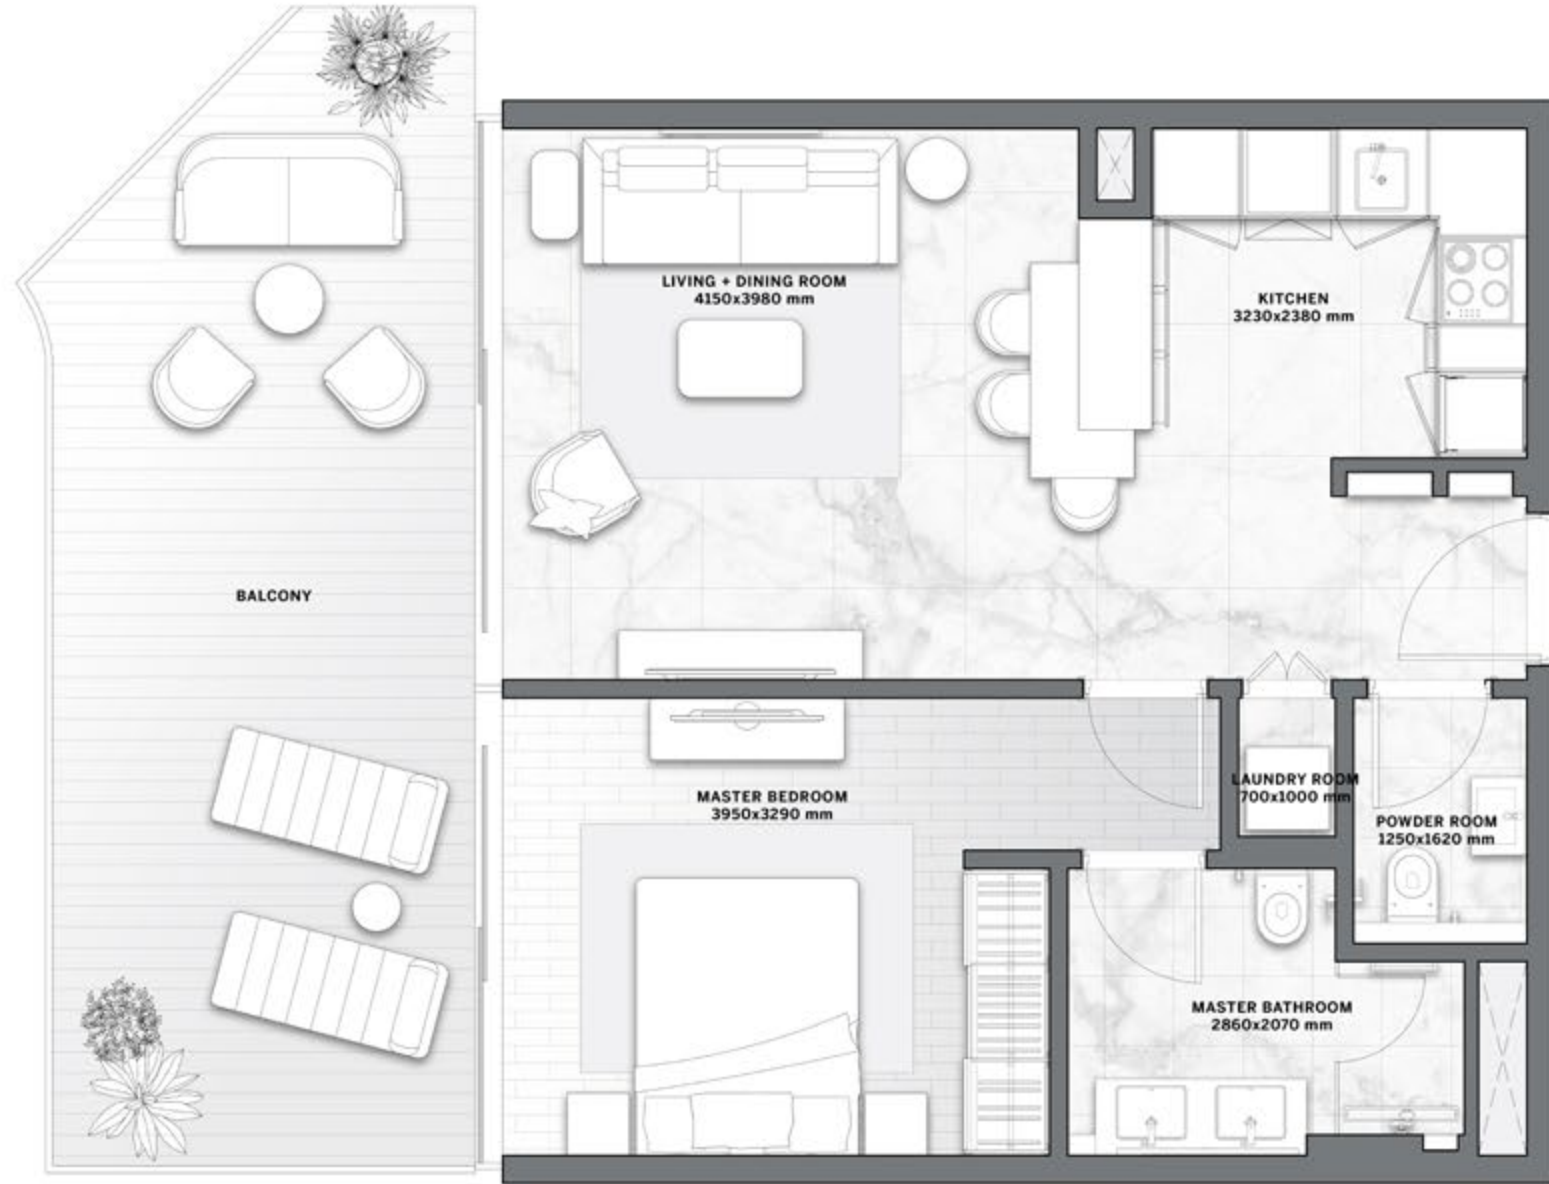 LIVING + DINING ROOM
4150x3980 mm
KITCHEN
3230x2380 mm
BALCONY
MASTER BEDROOM
3950x3290 mm
LAUNDRY ROOM
700x1000 mm
POWDER ROOM
1250x1620 mm
MASTER BATHROOM
2860x2070 mm